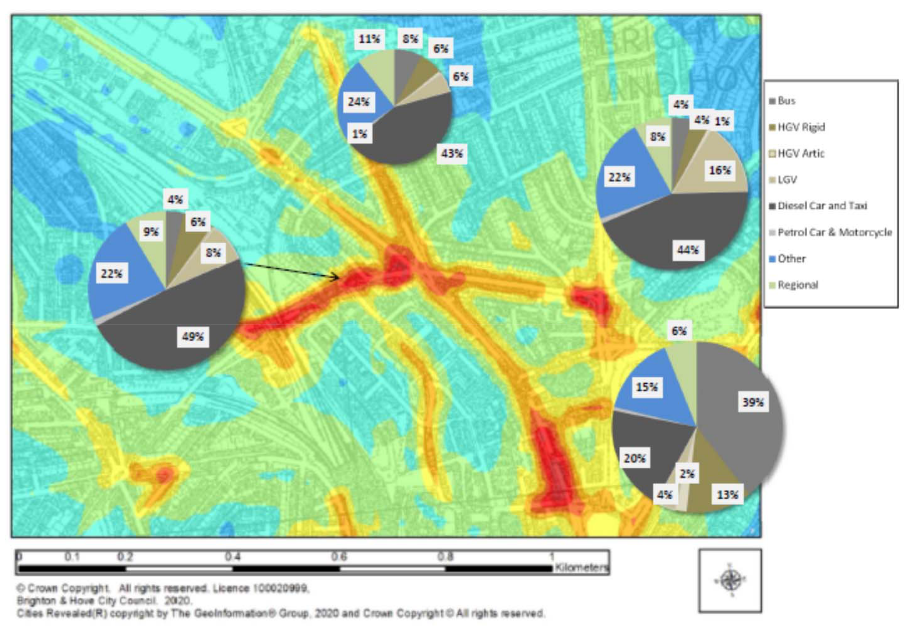 BRIGHTON
AND HOVE
11%
8%
6%
6%
24%
1%
43%
4%
4%
1%
8%
16%
22%
44%
4%
6%
9%
8%
22%
49%
6%
15%
39%
20%
2%
4%
13%
Bus
HGV Rigid
HGV Artic
LGV
Diesel Car and Taxi
Petrol Car & Motorcycle
Other
Regional
0 0.1 0.2 0.4 0.6 0.8 1
Kilometers
© Crown Copyright. All rights reserved. Licence 100020999,
Brighton & Hove City Council. 2020.
Cities Revealed(R) copyright by The GeoInformation® Group, 2020 and Crown Copyright © All rights reserved.